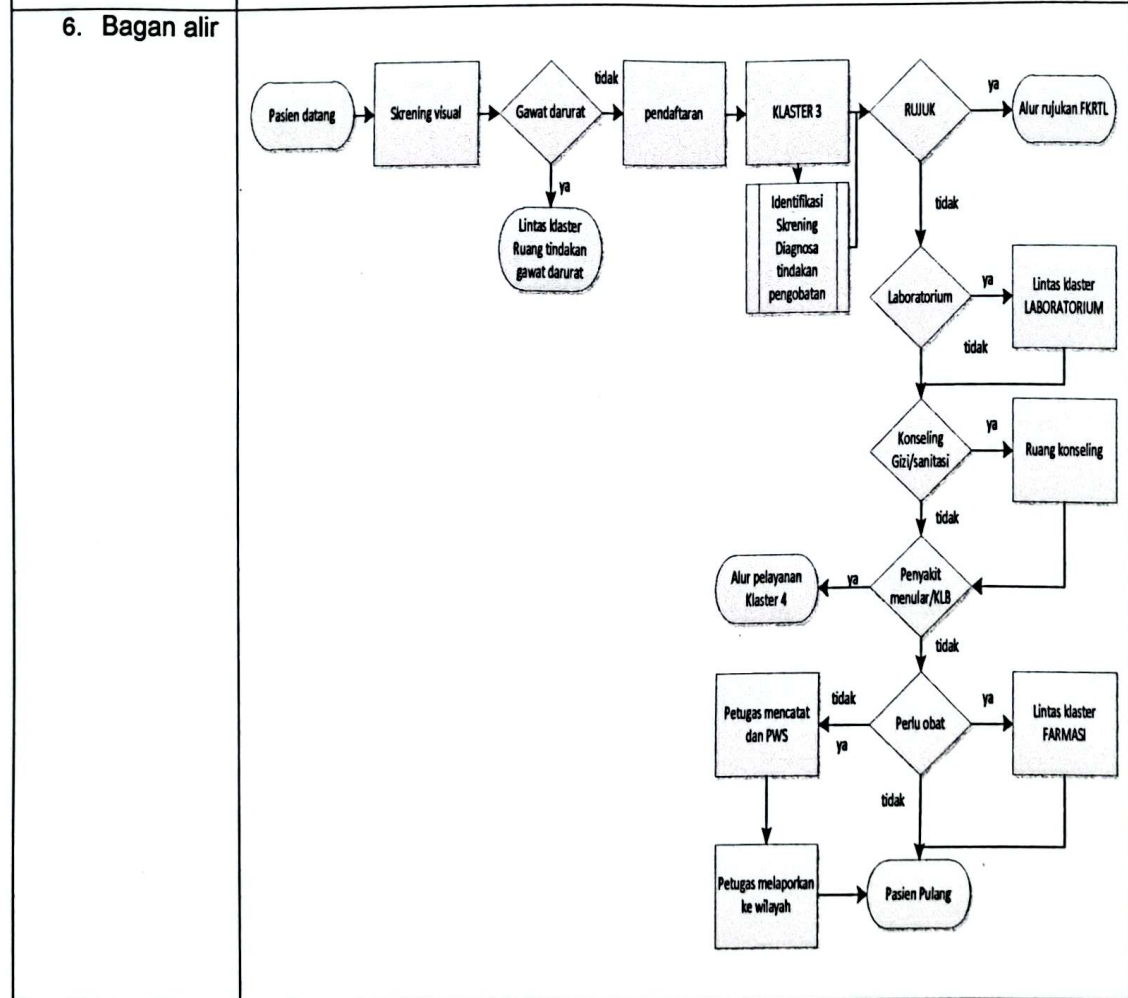 6. Bagan alir
Pasien datang
Skrening visual
Gawat darurat
tidak
pendaftaran
KLASTER 3
RUJUK
ya
Alur rujukan FKRTL
ya
Lintas klaster
Ruang tindakan
gawat darurat
Identifikasi
Skrening
Diagnosa
tindakan
pengobatan
tidak
Laboratorium
ya
Lintas klaster
LABORATORIUM
tidak
Konseling
Gizi/sanitasi
ya
Ruang konseling
tidak
Alur pelayanan
Klaster 4
ya
Penyakit
menular/KLB
tidak
Petugas mencatat
dan PWS
tidak
ya
Perlu obat
ya
Lintas klaster
FARMASI
tidak
Petugas melaporkan
ke wilayah
Pasien Pulang